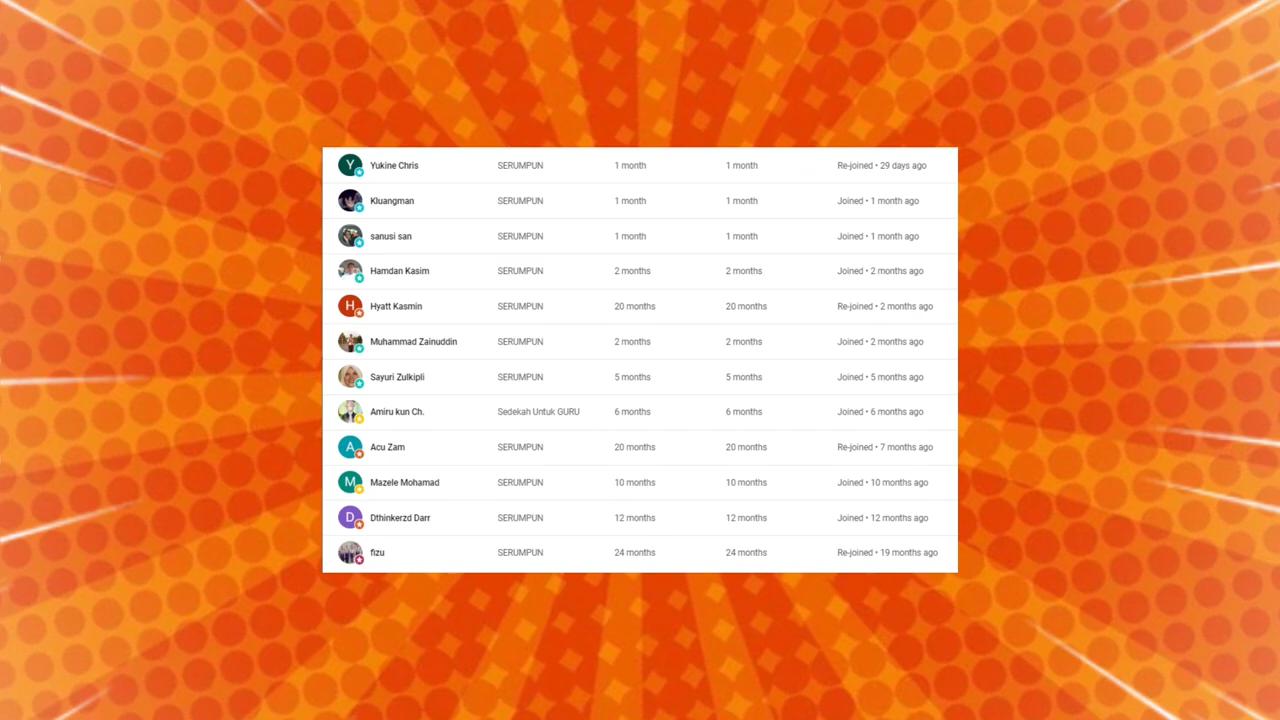 Y Yukine Chris SERUMPUN 1 month 1 month Re-joined • 29 days ago
Kluangman SERUMPUN 1 month 1 month Joined • 1 month ago
sanusi san SERUMPUN 1 month 1 month Joined • 1 month ago
Hamdan Kasim SERUMPUN 2 months 2 months Joined • 2 months ago
H Hyatt Kasmin SERUMPUN 20 months 20 months Re-joined • 2 months ago
Muhammad Zainuddin SERUMPUN 2 months 2 months Joined • 2 months ago
Sayuri Zulkipli SERUMPUN 5 months 5 months Joined • 5 months ago
Amiru kun Ch. Sedekah Untuk GURU 6 months 6 months Joined • 6 months ago
A Acu Zam SERUMPUN 20 months 20 months Re-joined • 7 months ago
M Mazele Mohamad SERUMPUN 10 months 10 months Joined • 10 months ago
D Dthinkerzd Darr SERUMPUN 12 months 12 months Joined • 12 months ago
fizu SERUMPUN 24 months 24 months Re-joined • 19 months ago